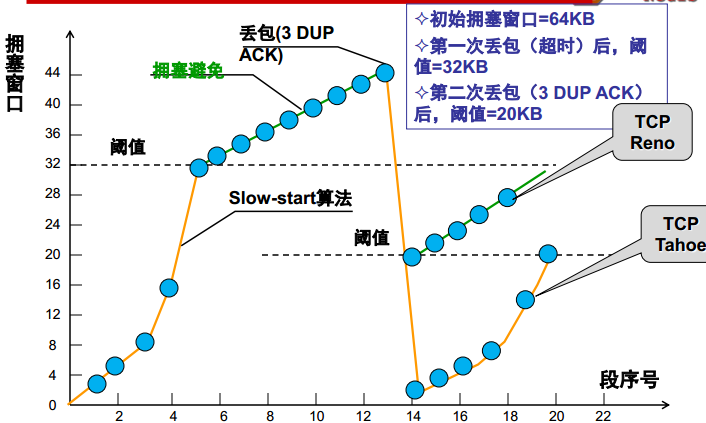 ✧初始拥塞窗口=64KB
✧第一次丢包（超时）后，阈
值=32KB
✧第二次丢包（3 DUP ACK）
后，阈值=20KB
拥塞窗口
丢包(3 DUP
ACK)
拥塞避免
阈值
Slow-start算法
阈值
TCP
Reno
TCP
Tahoe
44
40
36
32
28
24
20
16
12
8
4
0
2 4 6 8 10 12 14 16 18 20 22
段序号